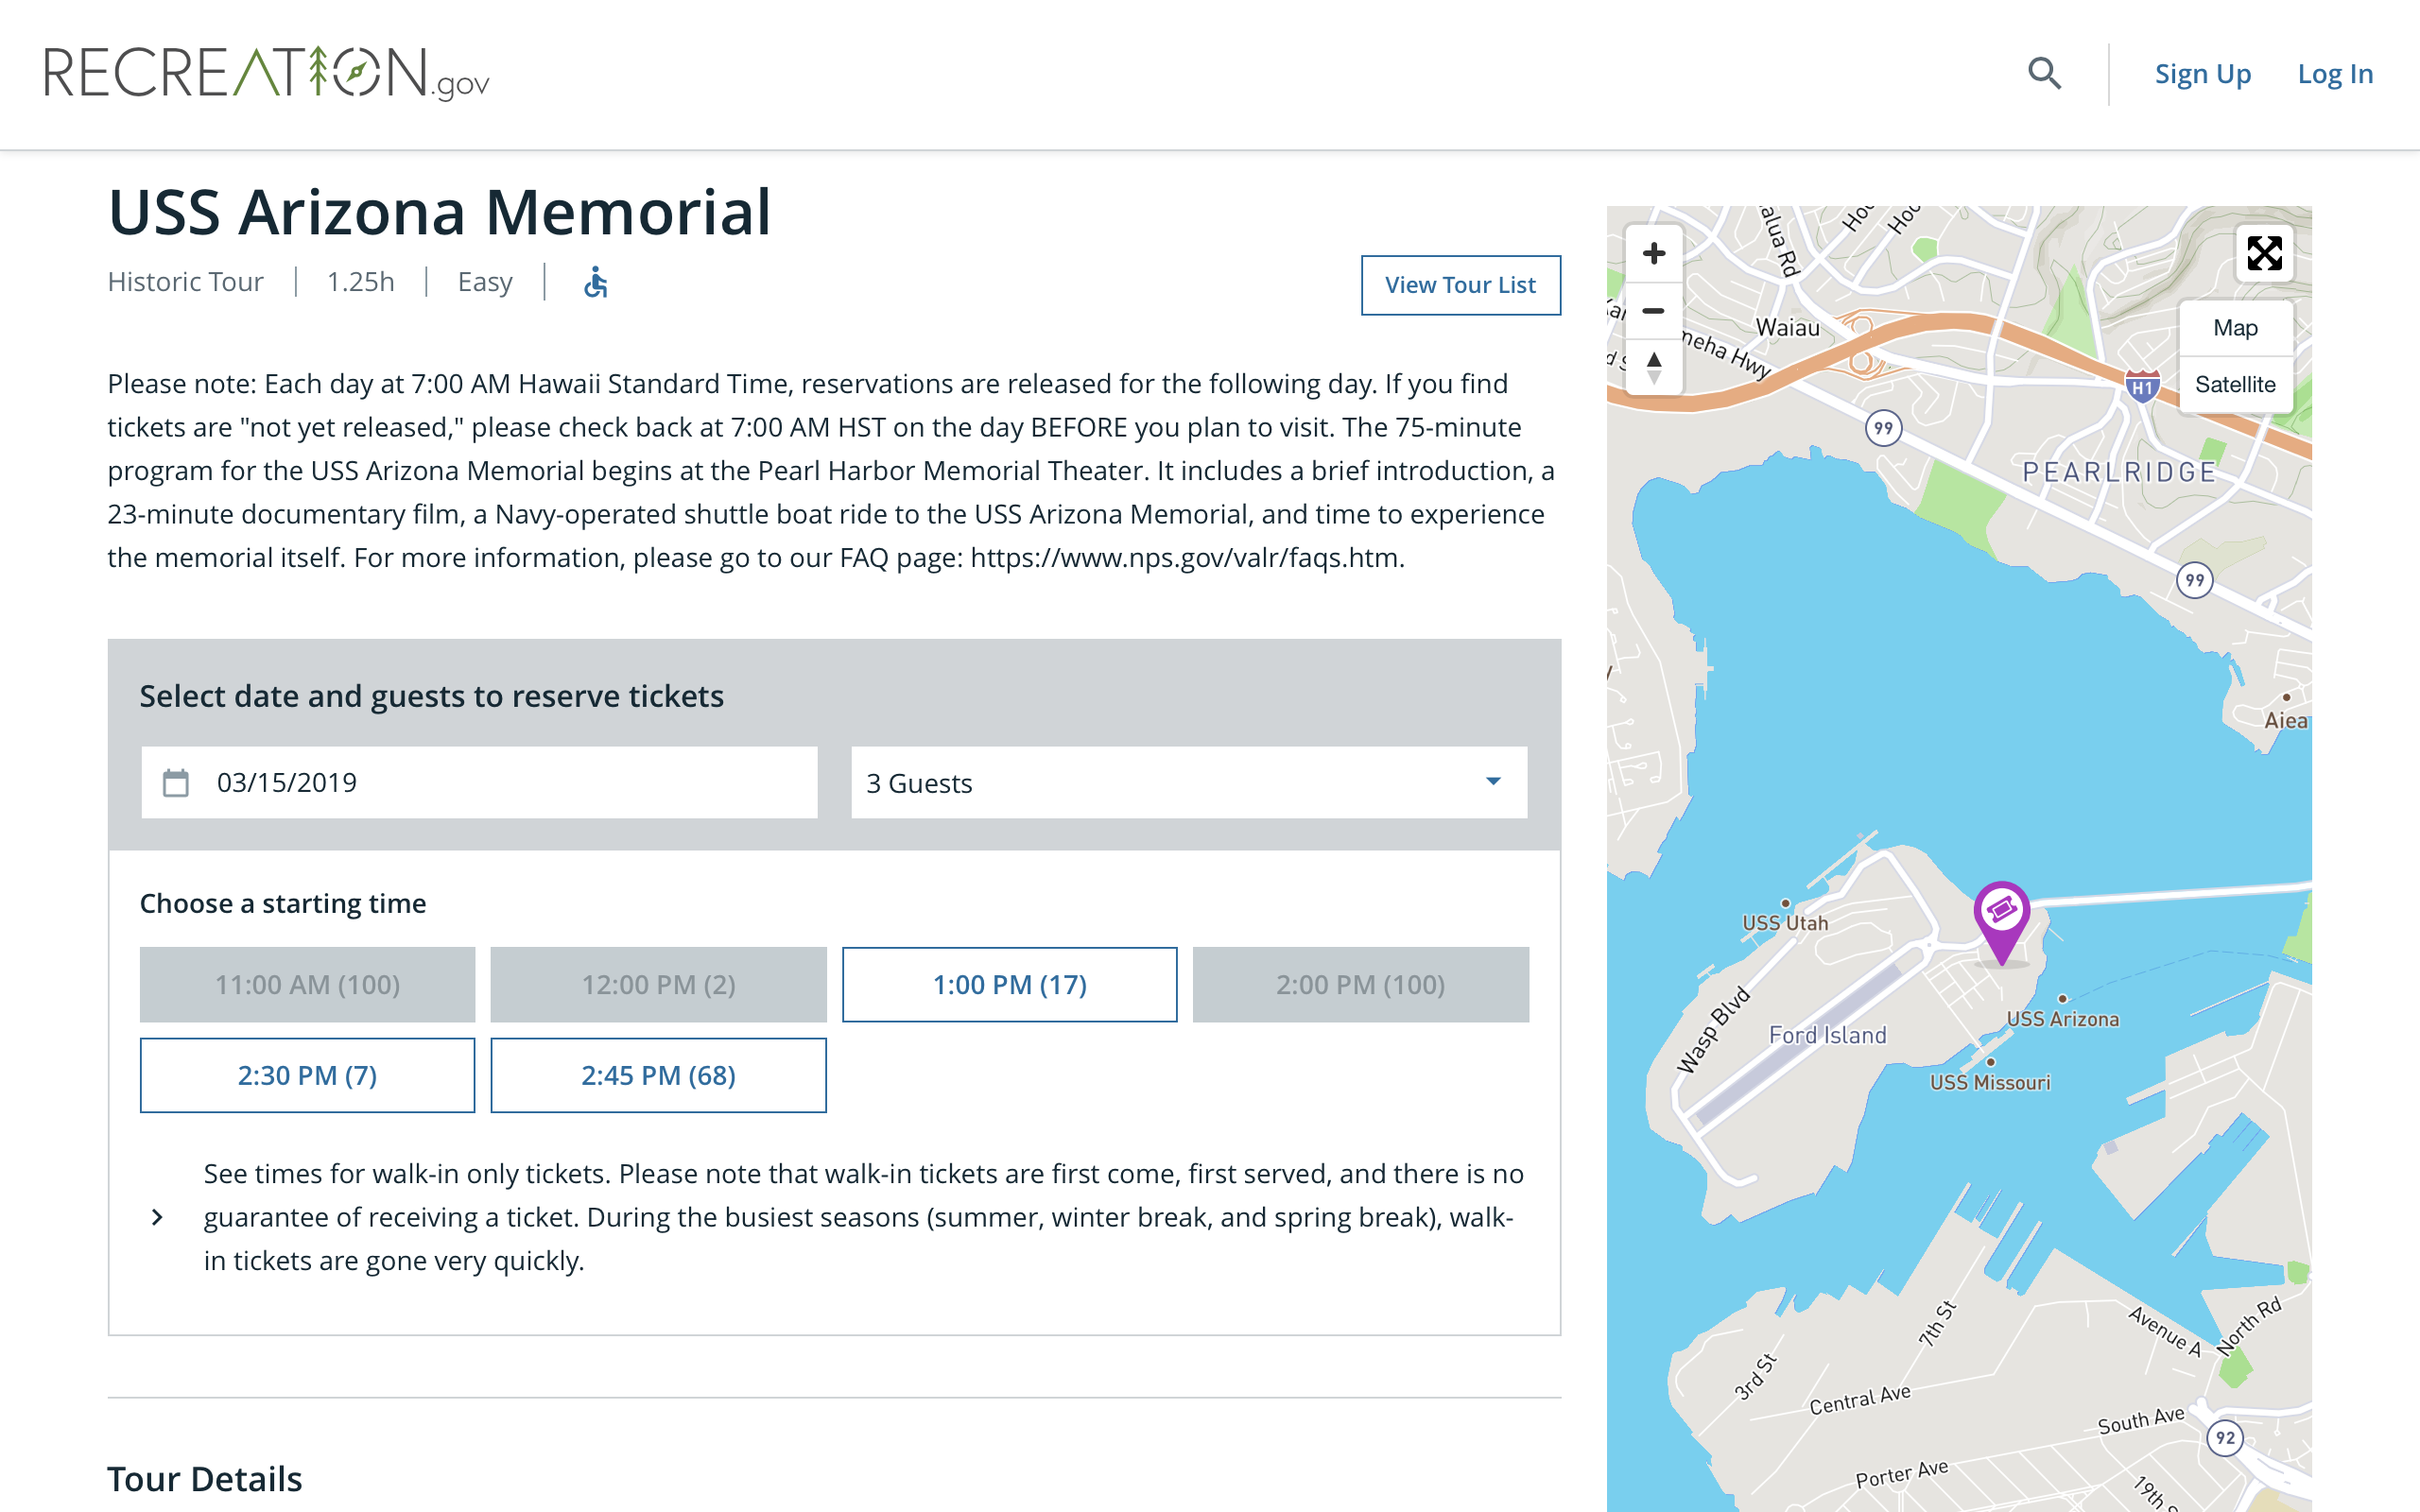 RECREATION.gov
Sign Up
Log In
USS Arizona Memorial
Historic Tour
1.25h
Easy
View Tour List
Please note: Each day at 7:00 AM Hawaii Standard Time, reservations are released for the following day. If you find
tickets are "not yet released," please check back at 7:00 AM HST on the day BEFORE you plan to visit. The 75-minute
program for the USS Arizona Memorial begins at the Pearl Harbor Memorial Theater. It includes a brief introduction, a
23-minute documentary film, a Navy-operated shuttle boat ride to the USS Arizona Memorial, and time to experience
the memorial itself. For more information, please go to our FAQ page: https://www.nps.gov/valr/faqs.htm.
Select date and guests to reserve tickets
03/15/2019
3 Guests
Choose a starting time
11:00 AM (100)
12:00 PM (2)
1:00 PM (17)
2:00 PM (100)
2:30 PM (7)
2:45 PM (68)
See times for walk-in only tickets. Please note that walk-in tickets are first come, first served, and there is no
guarantee of receiving a ticket. During the busiest seasons (summer, winter break, and spring break), walk-
in tickets are gone very quickly.
Tour Details
Map
Satellite
Waiau
H1
99
PEARLRIDGE
99
Aiea
USS Utah
Wasp Blvd
Ford Island
USS Arizona
USS Missouri
7th St
3rd St
Central Ave
Avenue A
North Rd
South Ave
92
Porter Ave